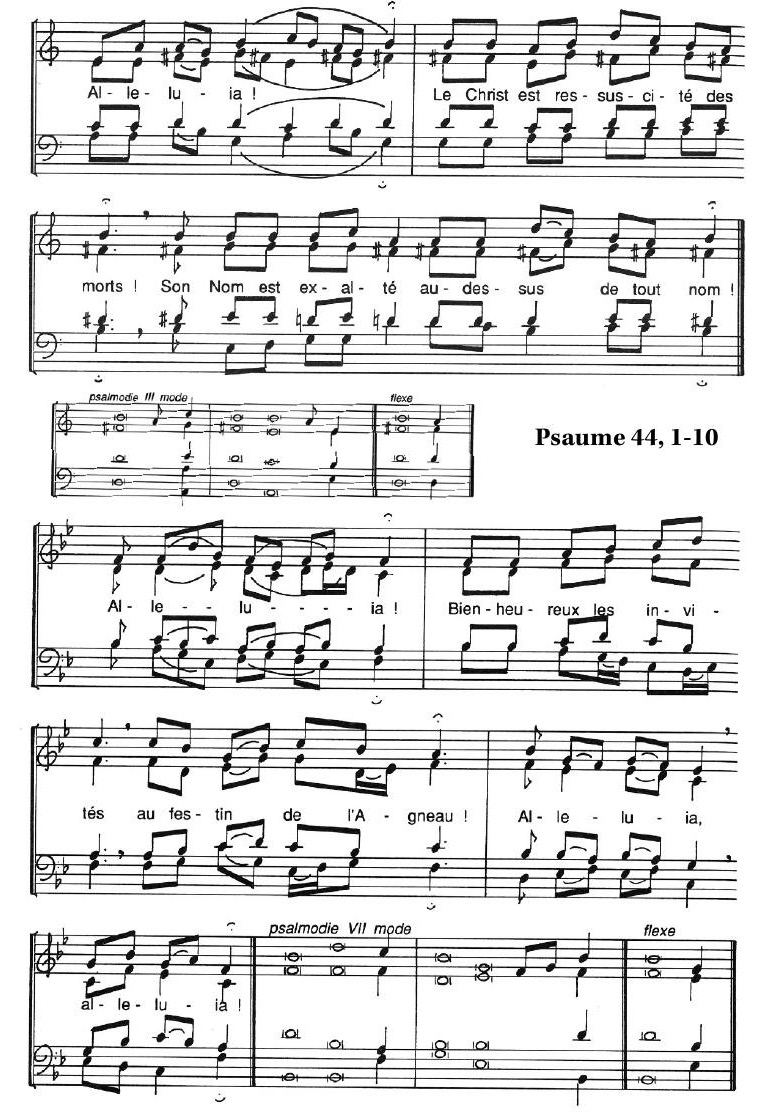 Al - le - lu - ia ! Le Christ est res - sus - ci - té des
morts ! Son Nom est ex - al - té au - des - sus de tout nom !
psalmodie III mode flexe
Psaume 44, 1-10
Al - - le - - lu - - - ia ! Bien - heu - reux les in - vi -
tés au fes - tin de l'A - gneau ! Al - le - lu - ia,
psalmodie VII mode flexe
al - le - lu - ia !